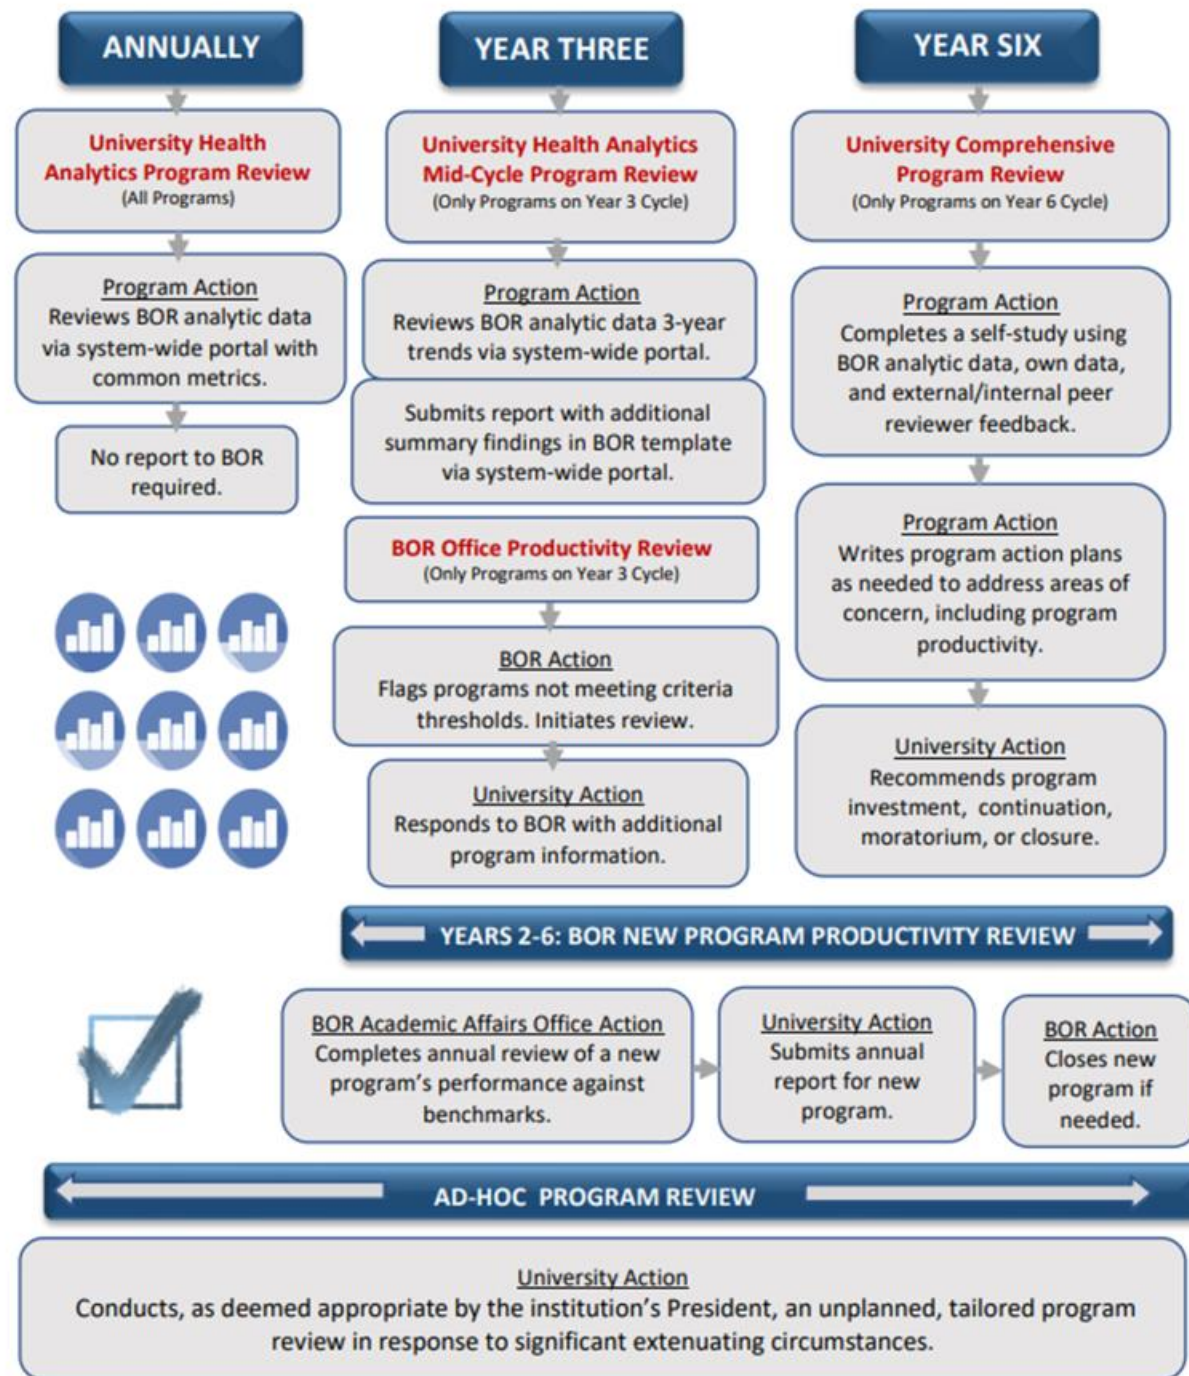 ANNUALLY
University Health
Analytics Program Review
(All Programs)
Program Action
Reviews BOR analytic data
via system-wide portal with
common metrics.
No report to BOR
required.
YEAR THREE
University Health Analytics
Mid-Cycle Program Review
(Only Programs on Year 3 Cycle)
Program Action
Reviews BOR analytic data 3-year
trends via system-wide portal.
Submits report with additional
summary findings in BOR template
via system-wide portal.
BOR Office Productivity Review
(Only Programs on Year 3 Cycle)
BOR Action
Flags programs not meeting criteria
thresholds. Initiates review.
University Action
Responds to BOR with additional
program information.
YEAR SIX
University Comprehensive
Program Review
(Only Programs on Year 6 Cycle)
Program Action
Completes a self-study using
BOR analytic data, own data,
and external/internal peer
reviewer feedback.
Program Action
Writes program action plans
as needed to address areas of
concern, including program
productivity.
University Action
Recommends program
investment, continuation,
moratorium, or closure.
YEARS 2-6: BOR NEW PROGRAM PRODUCTIVITY REVIEW
BOR Academic Affairs Office Action
Completes annual review of a new
program's performance against
benchmarks.
University Action
Submits annual
report for new
program.
BOR Action
Closes new
program if
needed.
AD-HOC PROGRAM REVIEW
University Action
Conducts, as deemed appropriate by the institution's President, an unplanned, tailored program
review in response to significant extenuating circumstances.